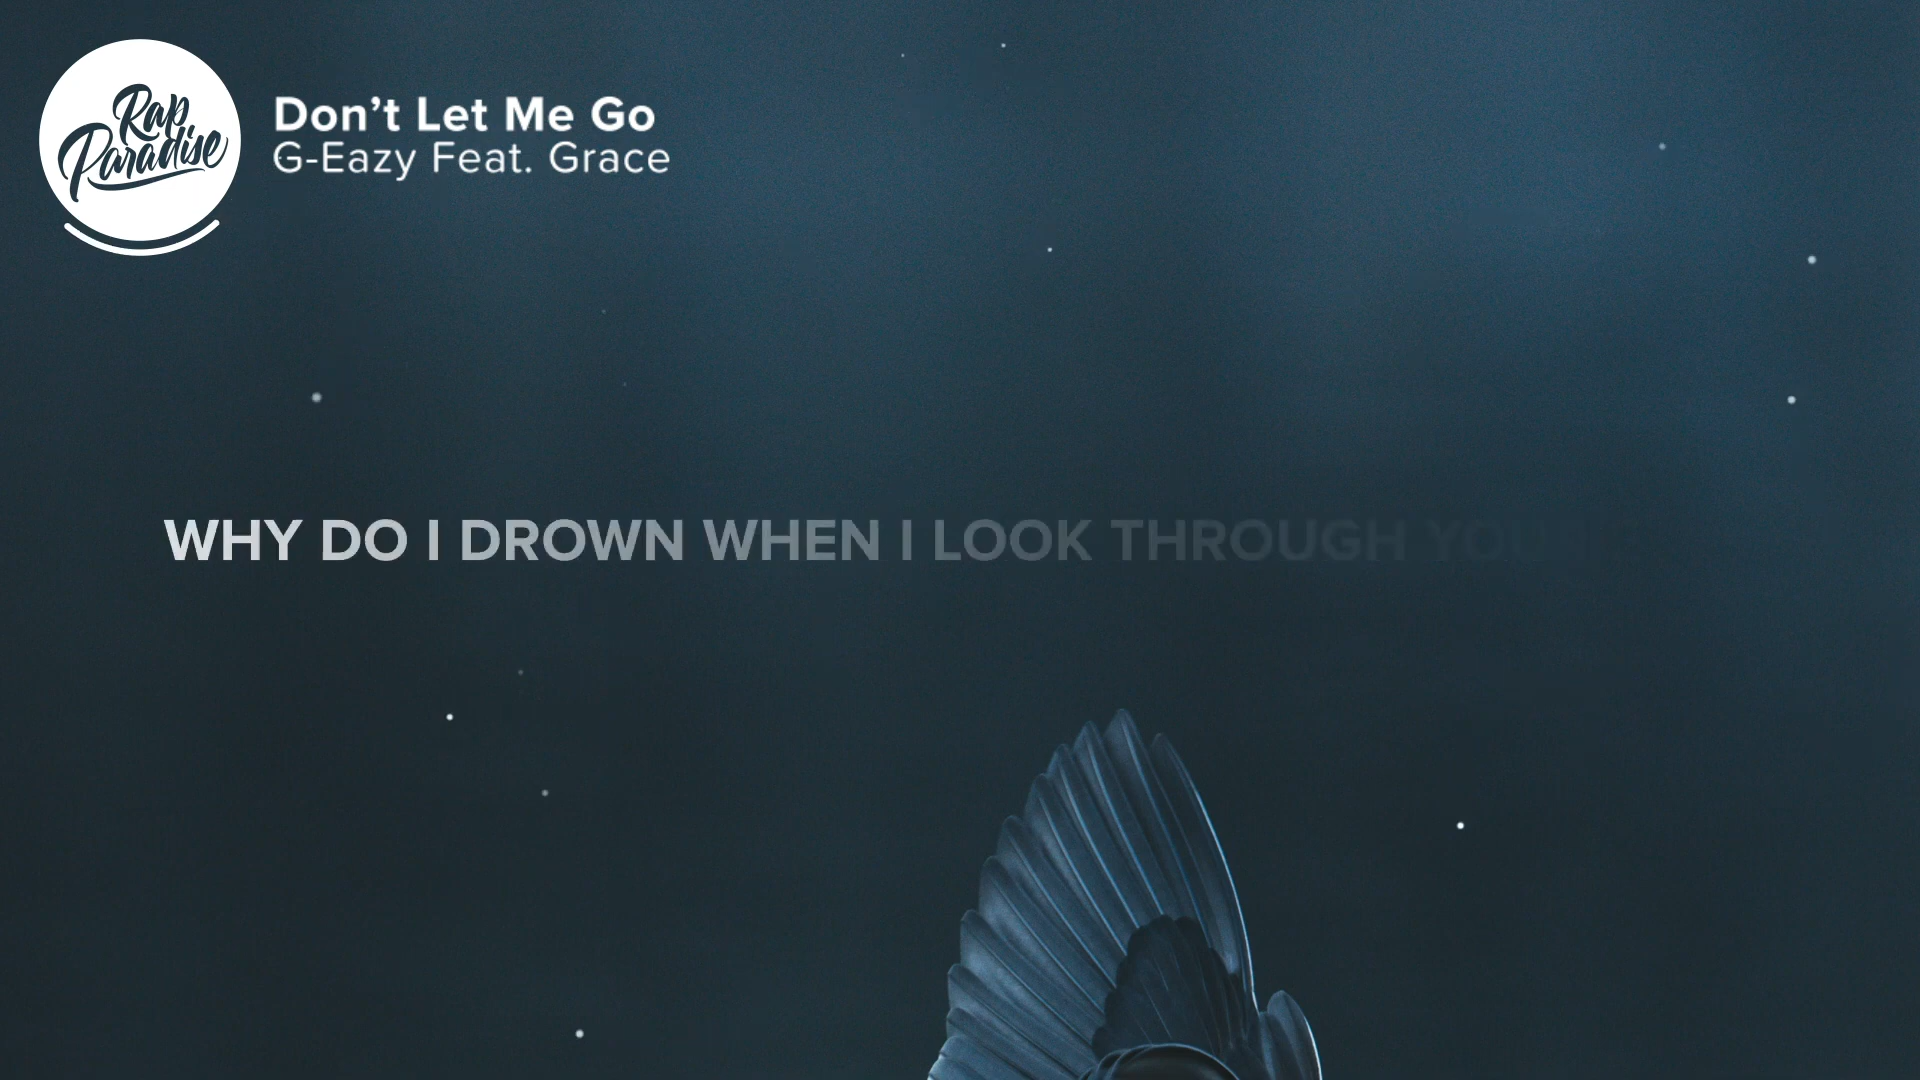 Rap
Paradise
Don't Let Me Go
G-Eazy Feat. Grace
WHY DO I DROWN WHEN I LOOK THROUGH